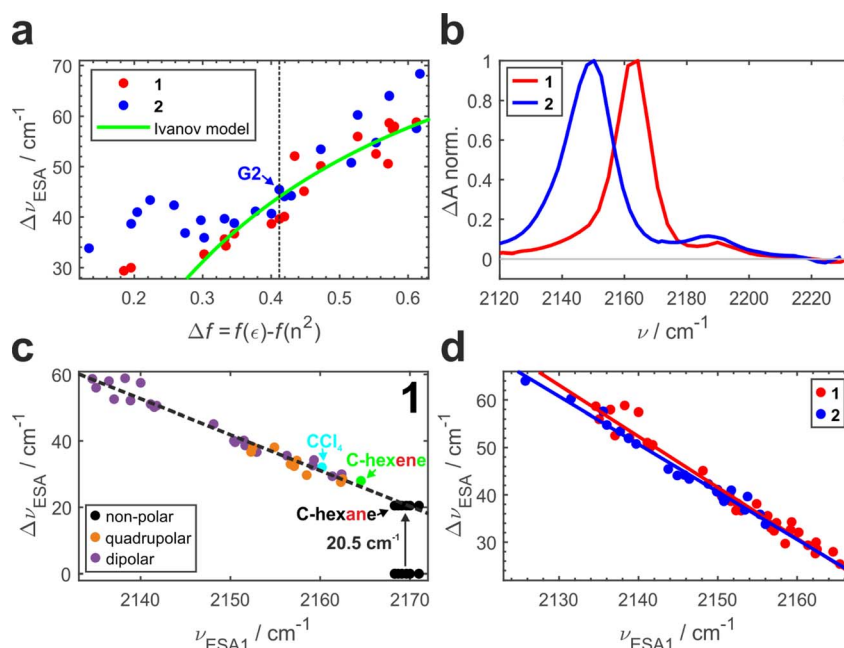 a
70
60
50
40
30
Δν_ESA / cm⁻¹
1
2
Ivanov model
G2
0.2 0.3 0.4 0.5 0.6
Δf = f(ϵ)-f(n²)
b
1
0.8
0.6
0.4
0.2
0
ΔA norm.
1
2
2120 2140 2160 2180 2200 2220
ν / cm⁻¹
c
60
40
20
0
Δν_ESA / cm⁻¹
1
CCl₄
C-hexene
C-hexane
20.5 cm⁻¹
non-polar
quadrupolar
dipolar
2140 2150 2160 2170
ν_ESA1 / cm⁻¹
d
60
50
40
30
Δν_ESA / cm⁻¹
1
2
2130 2140 2150 2160
ν_ESA1 / cm⁻¹